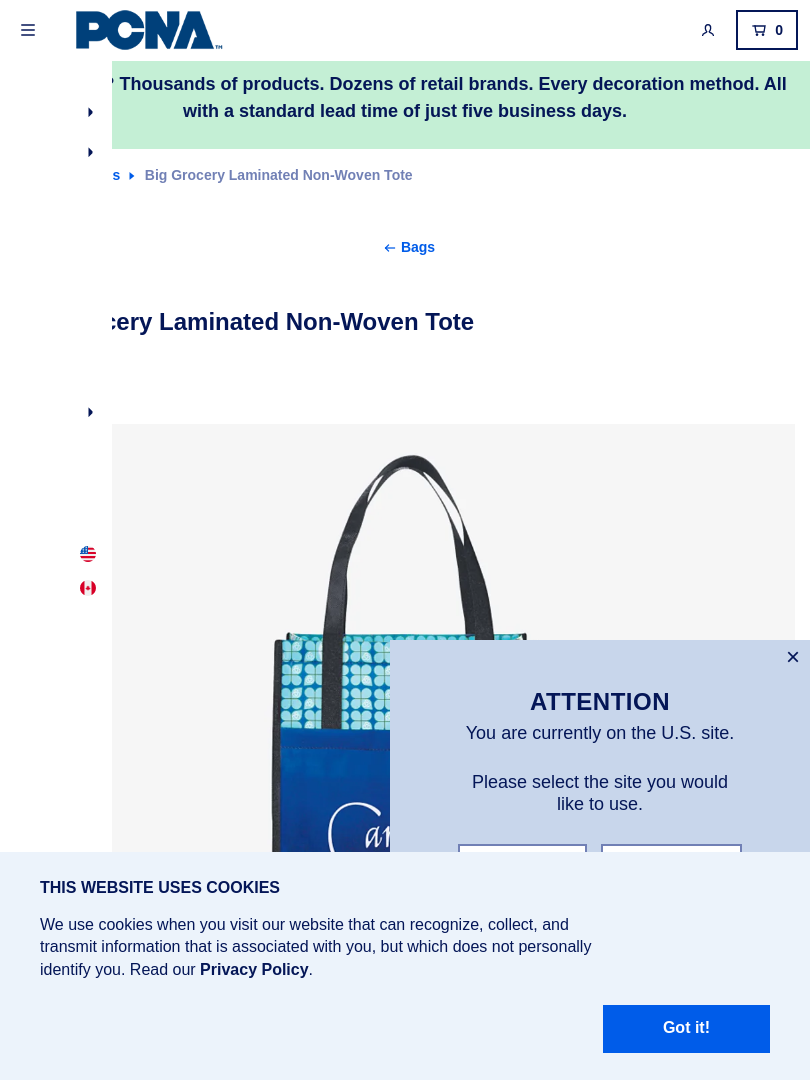 PCNA™
0
Thousands of products. Dozens of retail brands. Every decoration method. All
with a standard lead time of just five business days.
Big Grocery Laminated Non-Woven Tote
Bags
Laminated Non-Woven Tote
ATTENTION
You are currently on the U.S. site.
Please select the site you would
like to use.
THIS WEBSITE USES COOKIES
We use cookies when you visit our website that can recognize, collect, and
transmit information that is associated with you, but which does not personally
identify you. Read our Privacy Policy.
Got it!